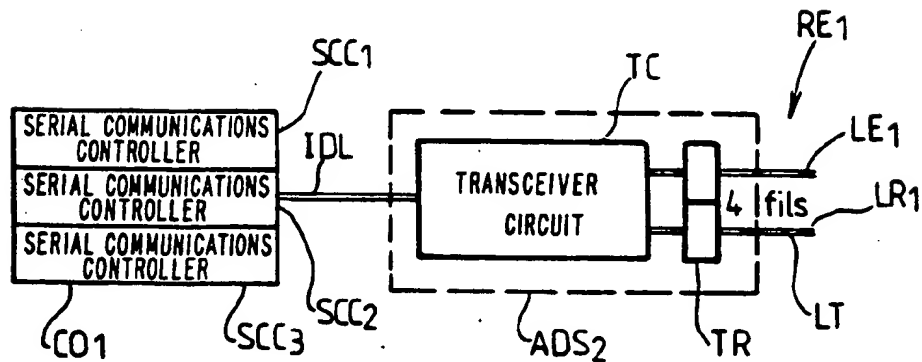 RE1
SCC1
TC
SERIAL COMMUNICATIONS
CONTROLLER
IDL
LE1
SERIAL COMMUNICATIONS
CONTROLLER
TRANSCEIVER
CIRCUIT
4 fils
LR1
SERIAL COMMUNICATIONS
CONTROLLER
CO1
SCC3
SCC2
ADS2
TR
LT